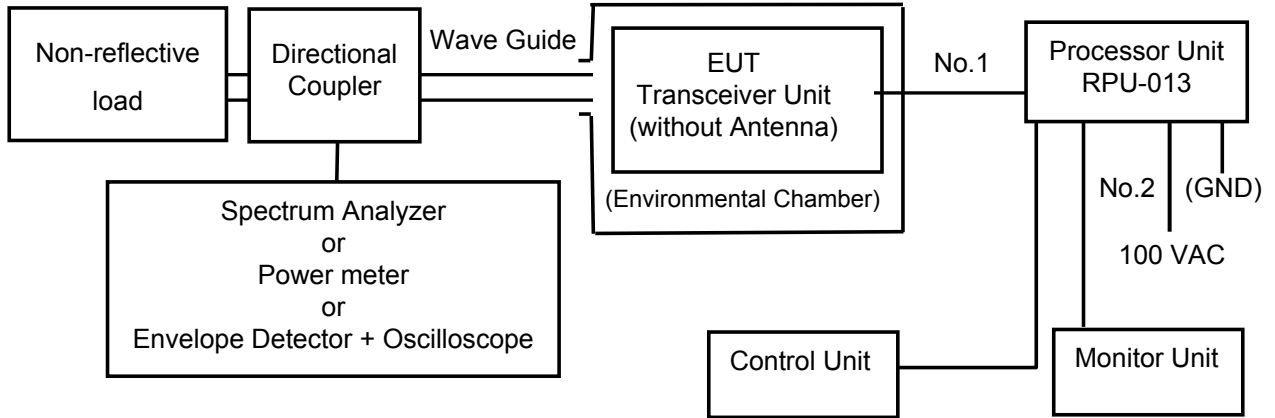 Non-reflective
load
Directional
Coupler
Wave Guide
EUT
Transceiver Unit
(without Antenna)
(Environmental Chamber)
No.1
Processor Unit
RPU-013
No.2
(GND)
100 VAC
Spectrum Analyzer
or
Power meter
or
Envelope Detector + Oscilloscope
Control Unit
Monitor Unit